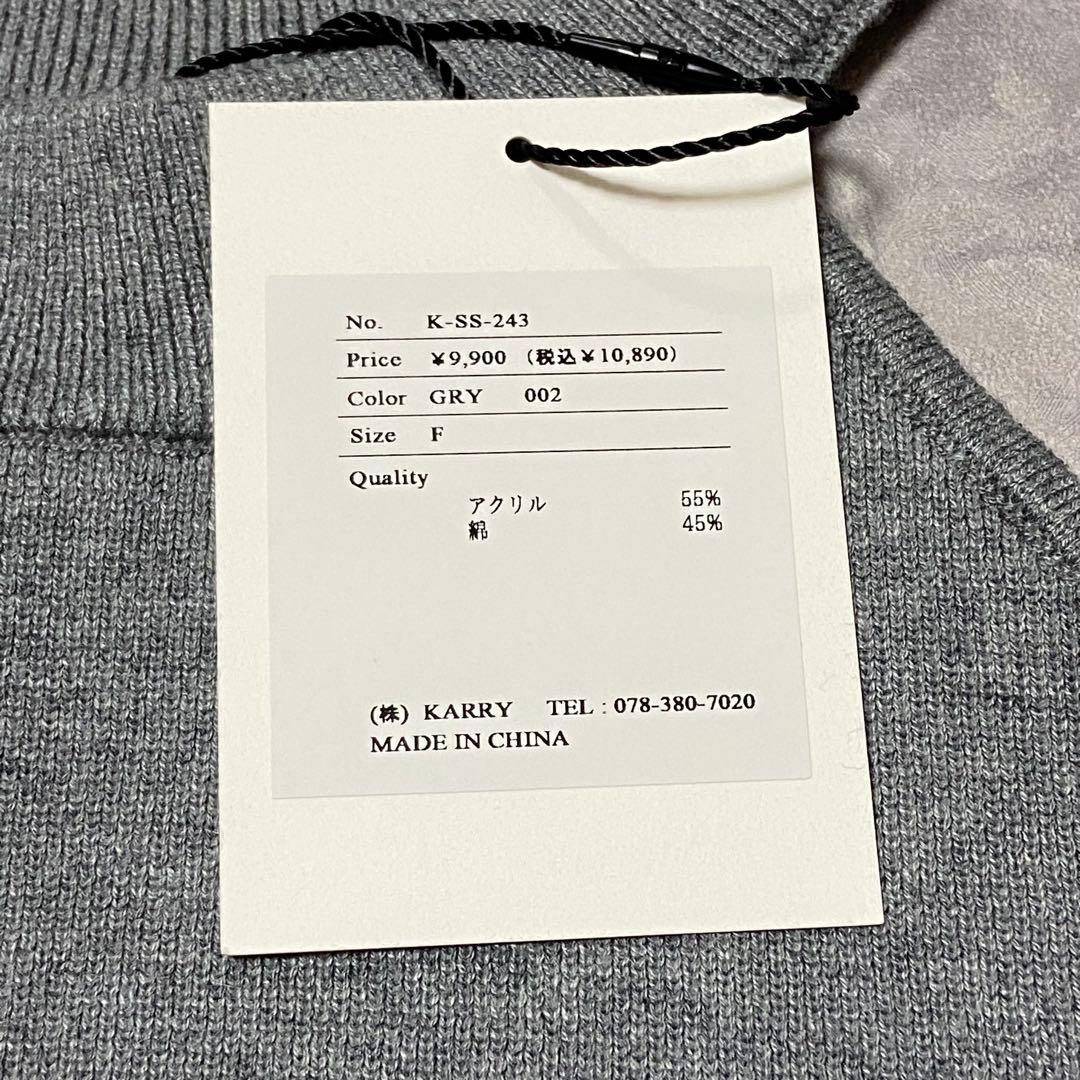 No. K-SS-243
Price ¥9,900 (税込¥10,890)
Color GRY 002
Size F
Quality
アクリル 55%
綿 45%
(株) KARRY TEL : 078-380-7020
MADE IN CHINA